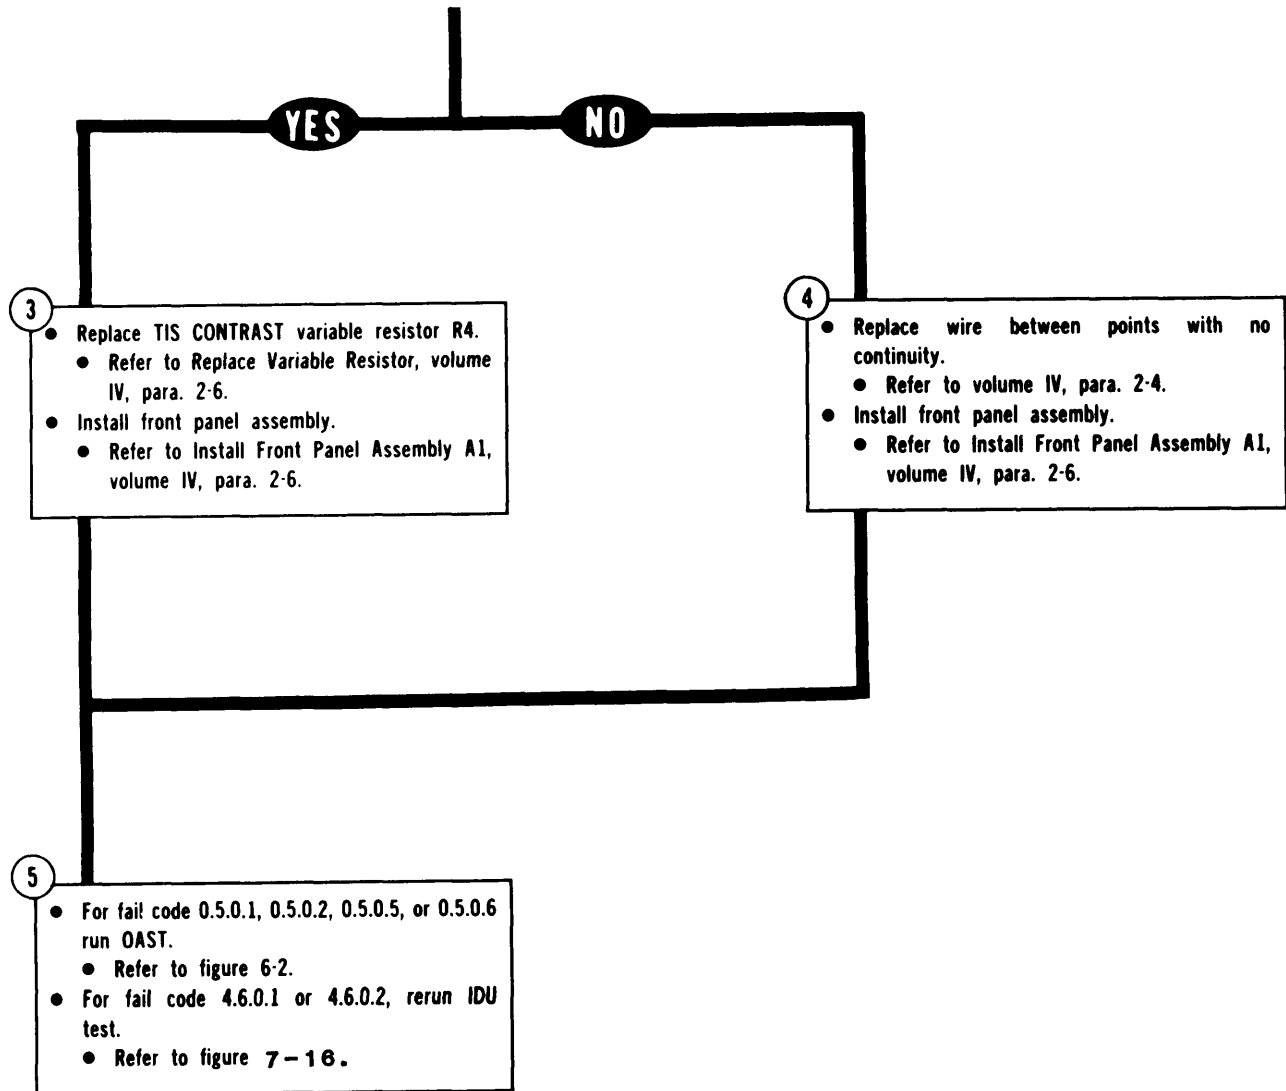 YES
NO
3
● Replace TIS CONTRAST variable resistor R4.
● Refer to Replace Variable Resistor, volume
IV, para. 2-6.
● Install front panel assembly.
● Refer to Install Front Panel Assembly A1,
volume IV, para. 2-6.
4
● Replace wire between points with no
continuity.
● Refer to volume IV, para. 2-4.
● Install front panel assembly.
● Refer to Install Front Panel Assembly A1,
volume IV, para. 2-6.
5
● For fail code 0.5.0.1, 0.5.0.2, 0.5.0.5, or 0.5.0.6
run OAST.
● Refer to figure 6-2.
● For fail code 4.6.0.1 or 4.6.0.2, rerun IDU
test.
● Refer to figure 7-16.